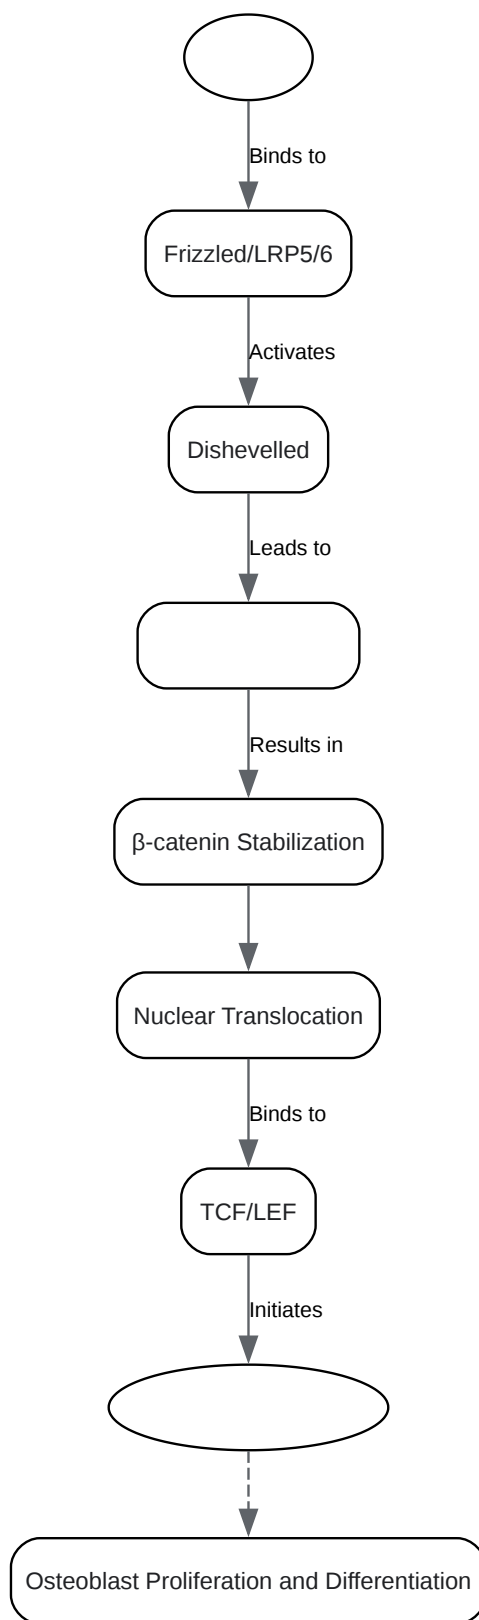 Binds to
Frizzled/LRP5/6
Activates
Dishevelled
Leads to
Results in
β-catenin Stabilization
Nuclear Translocation
Binds to
TCF/LEF
Initiates
Osteoblast Proliferation and Differentiation